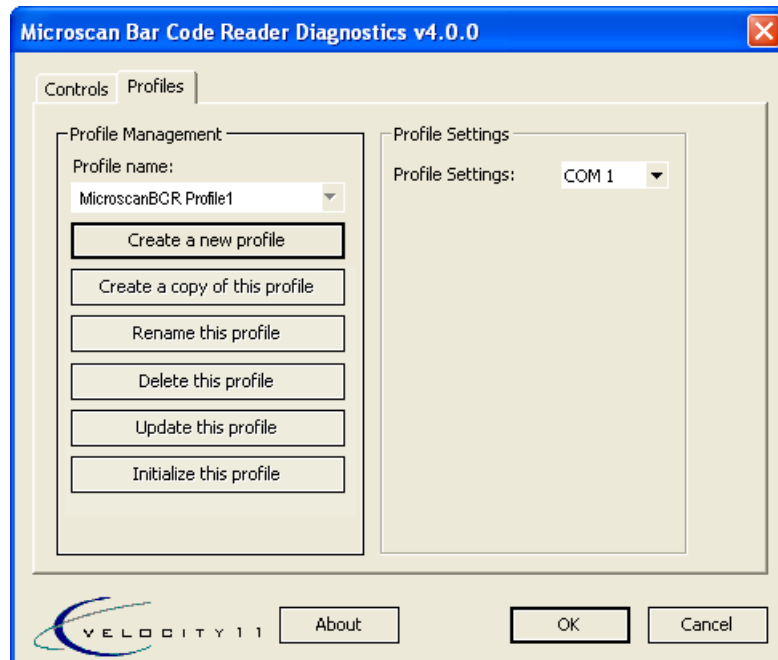 Microscan Bar Code Reader Diagnostics v4.0.0
Controls
Profiles
Profile Management
Profile name:
MicroscanBCR Profile1
Create a new profile
Create a copy of this profile
Rename this profile
Delete this profile
Update this profile
Initialize this profile
Profile Settings
Profile Settings:
COM 1
VELOCITY11
About
OK
Cancel